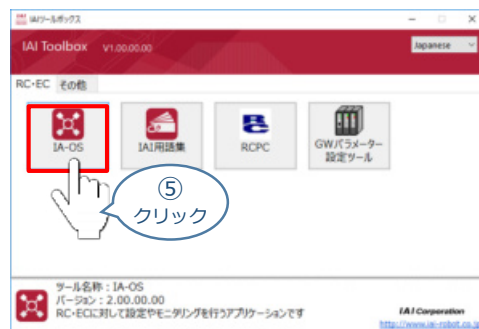 IAIツールボックス
IAI Toolbox V1.00.00.00
Japanese
RC・EC その他
IA-OS
IAI用語集
RCPC
GWパラメーター
設定ツール
⑤
クリック
ツール名称：IA-OS
バージョン：2.00.00.00
RC・ECに対して設定やモニタリングを行うアプリケーションです
IAI Corporation
http://www.iai-robot.co.jp